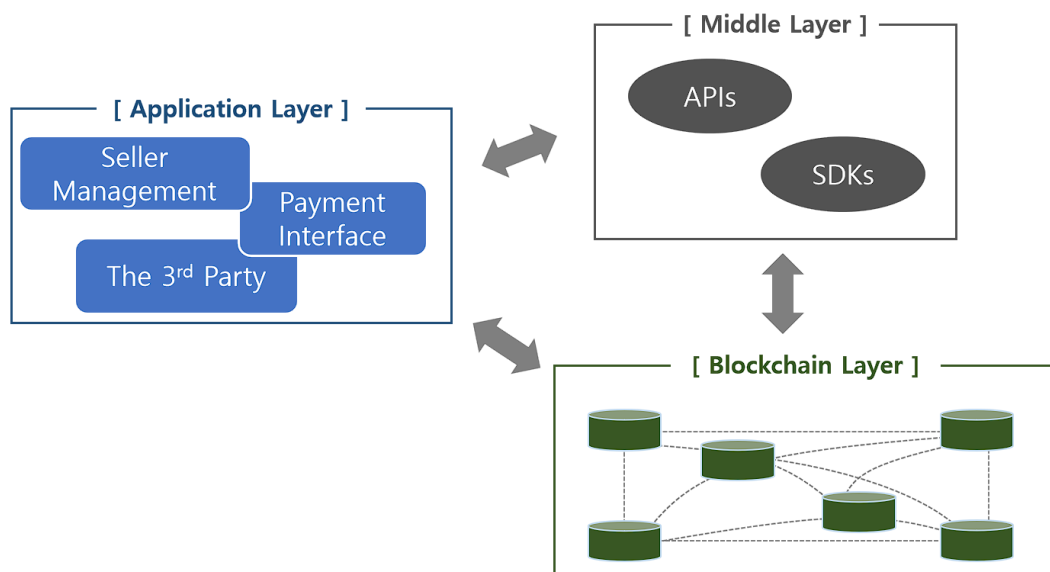 [ Middle Layer ]
APIs
SDKs
[ Application Layer ]
Seller
Management
Payment
Interface
The 3rd Party
[ Blockchain Layer ]